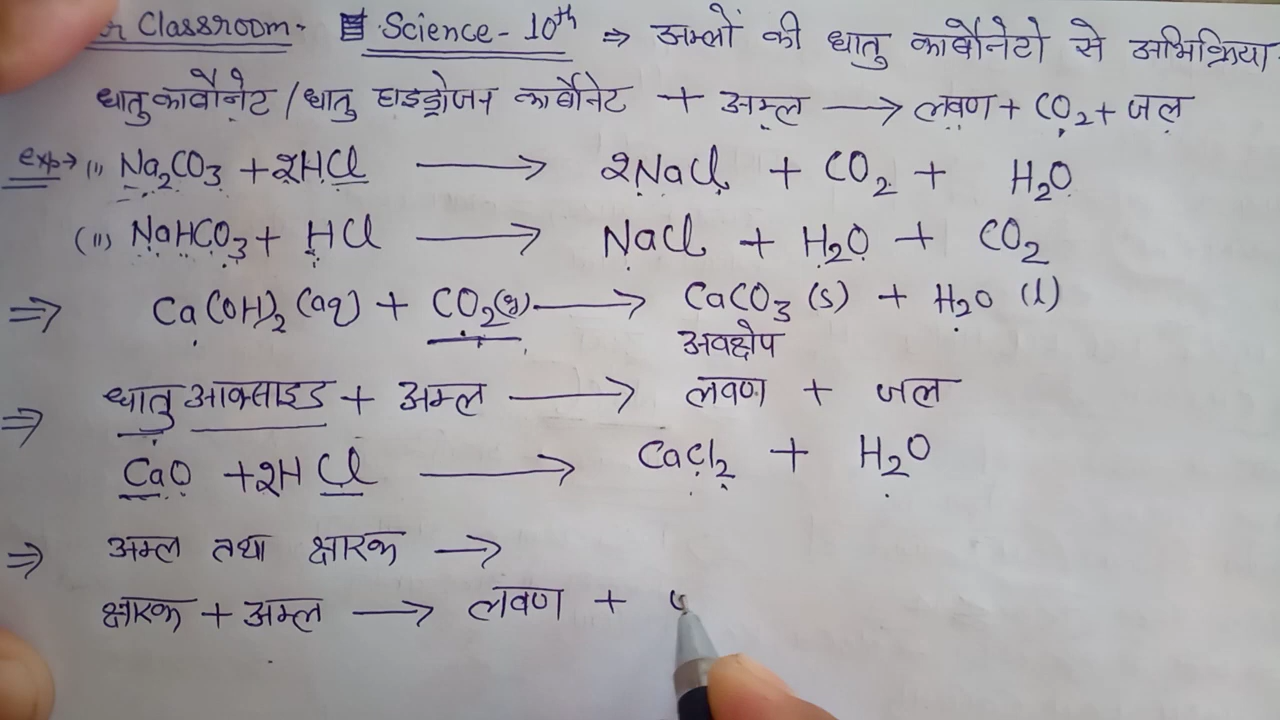 Classroom- Science-10th ⇒ अम्लों की धातु कार्बोनेटो से अभिक्रिया
धातु कार्बोनेट / धातु हाइड्रोजन कार्बोनेट + अम्ल → लवण + CO2 + जल
exp→ (i) Na2CO3 + 2HCl → 2NaCl + CO2 + H2O
(ii) NaHCO3 + HCl → NaCl + H2O + CO2
⇒ Ca(OH)2 (aq) + CO2(g) → CaCO3 (s) + H2O (l)
अवक्षेप
⇒ धातु आक्साइड + अम्ल → लवण + जल
CaO + 2HCl → CaCl2 + H2O
⇒ अम्ल तथा क्षारक →
क्षारक + अम्ल → लवण +